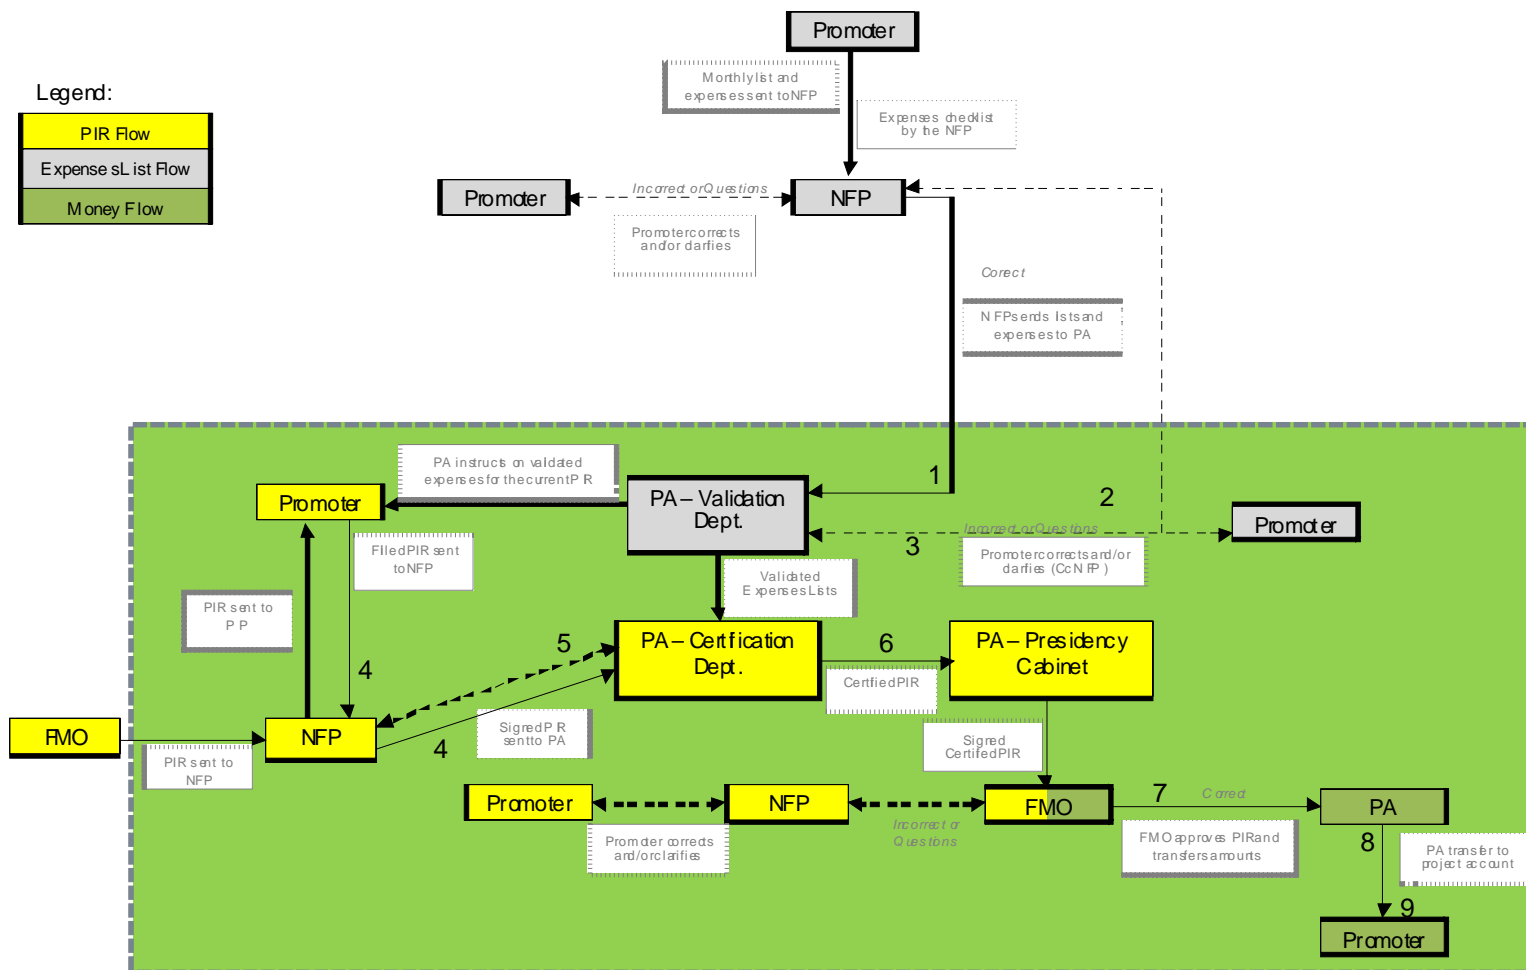 Promoter
Monthly list and
expenses sent to NFP
Legend:
Expenses checklist
by the NFP
PIR Flow
Expenses List Flow
Money Flow
Promoter
Incorrect or Questions
NFP
Promoter corrects
and/or clarifies
Correct
NFP sends lists and
expenses to PA
PA instructs on validated
expenses for the current PIR
1
PA – Validation
Dept.
2
Promoter
Promoter
Incorrect or Questions
3
Filled PIR sent
to NFP
Promoter corrects and/or
clarifies (Cc NFP)
Validated
Expenses Lists
PIR sent to
PP
5
PA – Certification
Dept.
6
PA – Presidency
Cabinet
4
Certified PIR
FMO
NFP
4
Signed PIR
sent to PA
Signed
Certified PIR
PIR sent to
NFP
Promoter
NFP
FMO
7
Correct
PA
Incorrect or
Questions
Promoter corrects
and/or clarifies
FMO approves PIR and
transfers amounts
8
PA transfer to
project account
9
Promoter